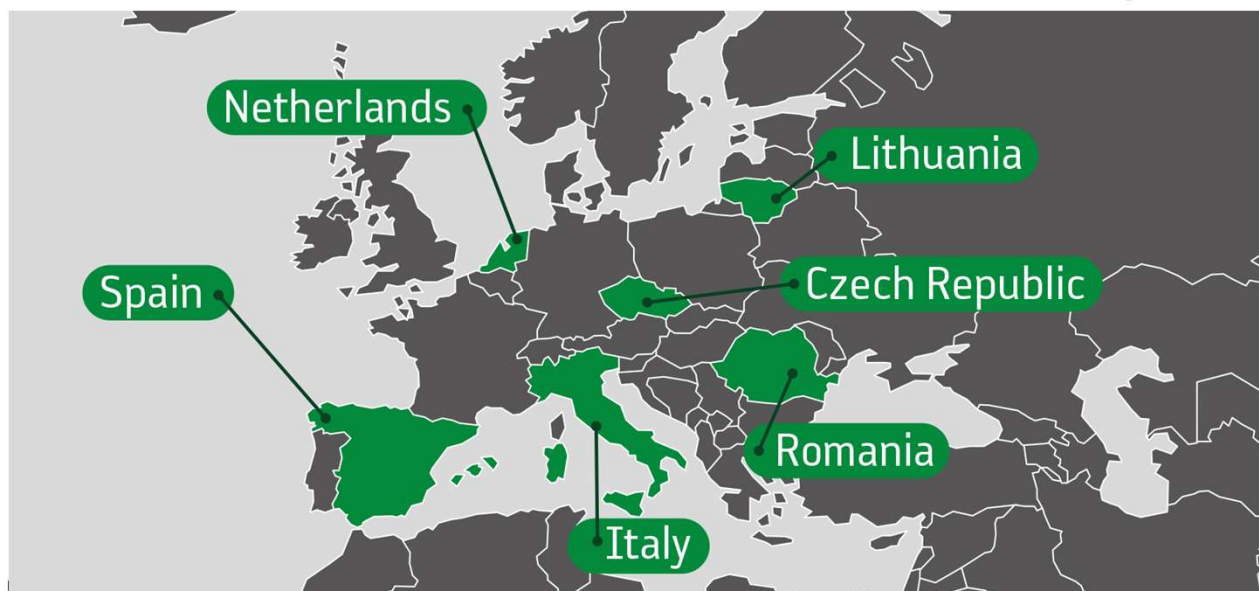 Netherlands
Lithuania
Spain
Czech Republic
Romania
Italy